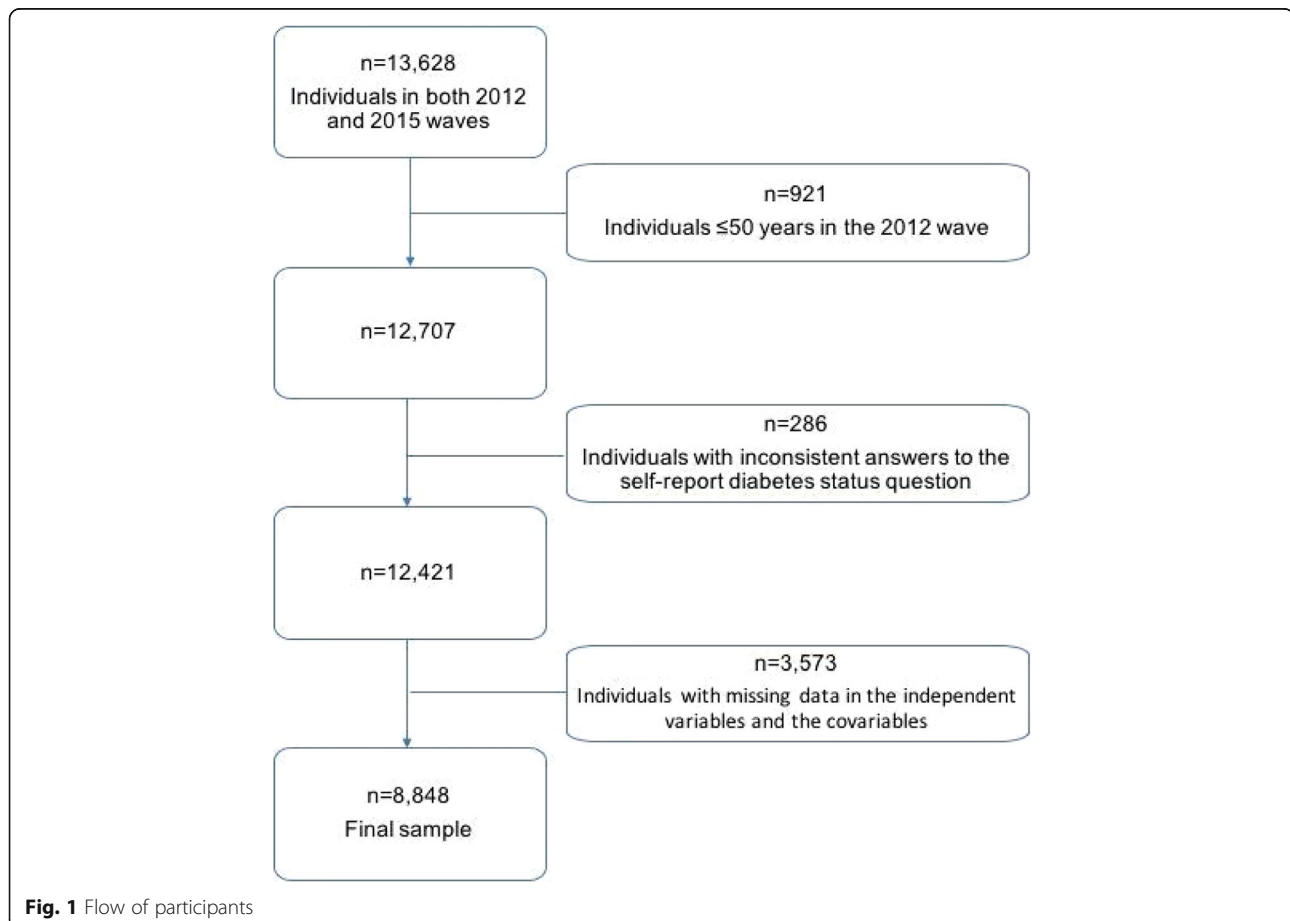 n=13,628
Individuals in both 2012
and 2015 waves
n=921
Individuals ≤50 years in the 2012 wave
n=12,707
n=286
Individuals with inconsistent answers to the
self-report diabetes status question
n=12,421
n=3,573
Individuals with missing data in the independent
variables and the covariables
n=8,848
Final sample
Fig. 1 Flow of participants